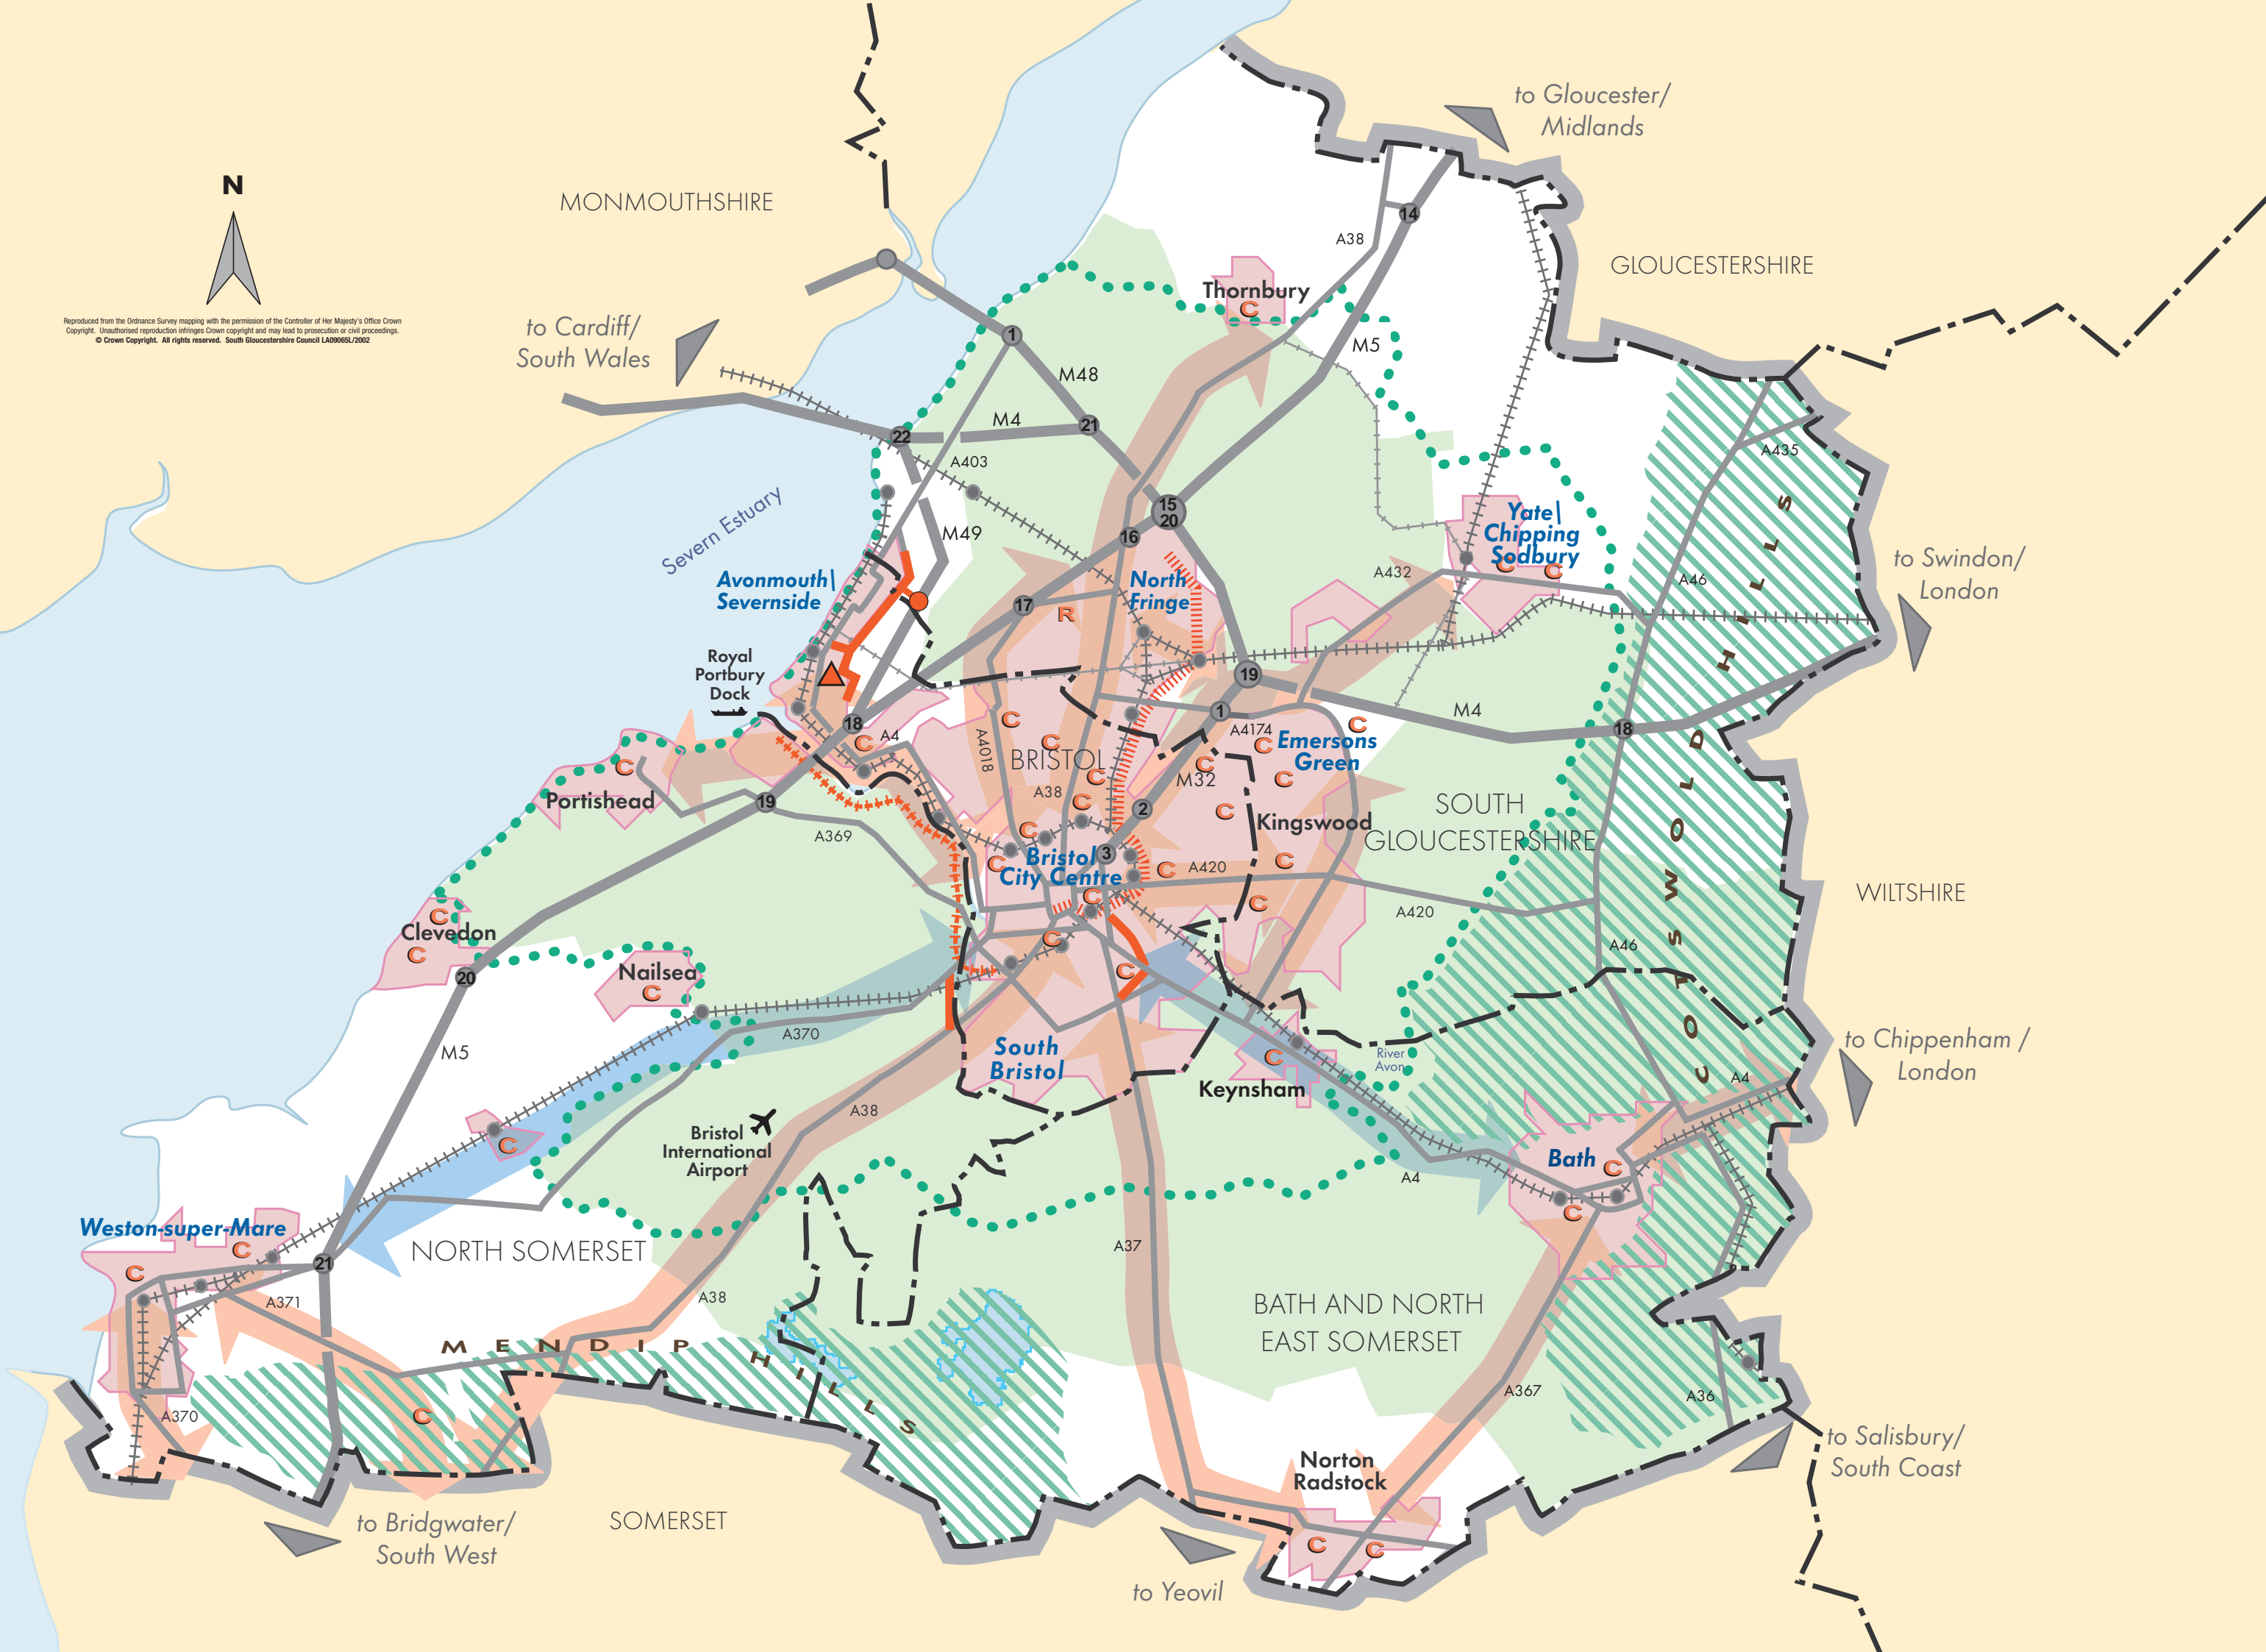 to Gloucester/
Midlands
N
MONMOUTHSHIRE
14
A38
GLOUCESTERSHIRE
Thornbury
C
Reproduced from the Ordnance Survey mapping with the permission of the Controller of Her Majesty's Office Crown
Copyright. Unauthorised reproduction infringes Crown copyright and may lead to prosecution or civil proceedings.
© Crown Copyright. All rights reserved. South Gloucestershire Council LA09065L/2002
to Cardiff/
South Wales
1
M5
M48
M4
21
22
A403
A435
15
20
16
M49
Severn Estuary
Yate\
Chipping
Sodbury
C
C
to Swindon/
London
Avonmouth\
Severnside
North
Fringe
A432
A46
17
R
Royal
Portbury
Dock
19
18
A4
C
1
A4174
M4
18
C
C
C
C
Emersons
Green
A4018
BRISTOL
C
C
M32
C
C
Portishead
C
19
A38
C
2
C
Kingswood
SOUTH
GLOUCESTERSHIRE
A369
C
C
Bristol
City Centre
3
C
A420
C
WILTSHIRE
C
C
A420
C
Clevedon
C
C
A46
COTSWOLD HILLS
Nailsea
C
20
C
A370
M5
South
Bristol
C
River
Avon
Keynsham
to Chippenham /
London
A4
A38
Bristol
International
Airport
C
Bath
C
A4
C
Weston-super-Mare
C
C
21
NORTH SOMERSET
A37
A371
A38
BATH AND NORTH
EAST SOMERSET
MENDIP HILLS
A367
A36
A370
C
to Salisbury/
South Coast
Norton
Radstock
C
C
to Bridgwater/
South West
SOMERSET
to Yeovil